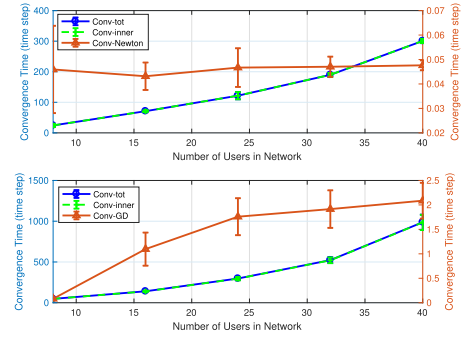 400
300
200
100
0
Convergence Time (time step)
Conv-tot
Conv-inner
Conv-Newton
0.07
0.06
0.05
0.04
0.03
0.02
Convergence Time (time step)
10 15 20 25 30 35 40
Number of Users in Network
1500
1000
500
0
Convergence Time (time step)
Conv-tot
Conv-inner
Conv-GD
2.5
2
1.5
1
0.5
0
Convergence Time (time step)
10 15 20 25 30 35 40
Number of Users in Network